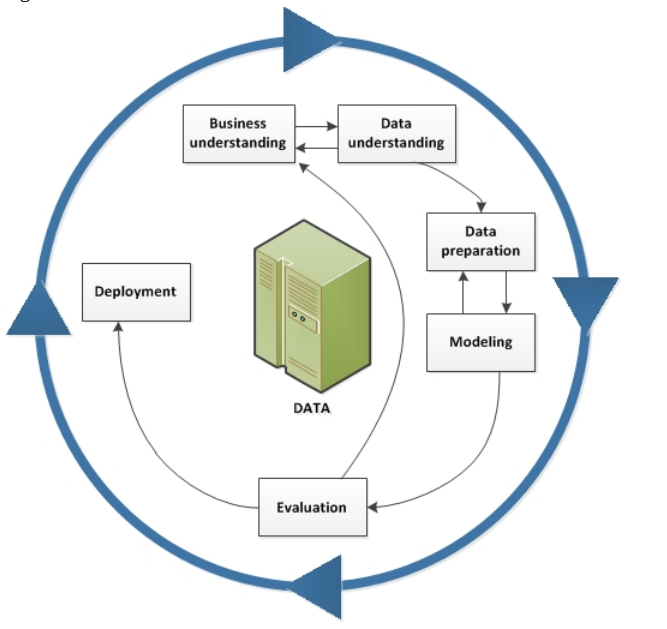 Business
understanding
Data
understanding
Data
preparation
Deployment
Modeling
DATA
Evaluation